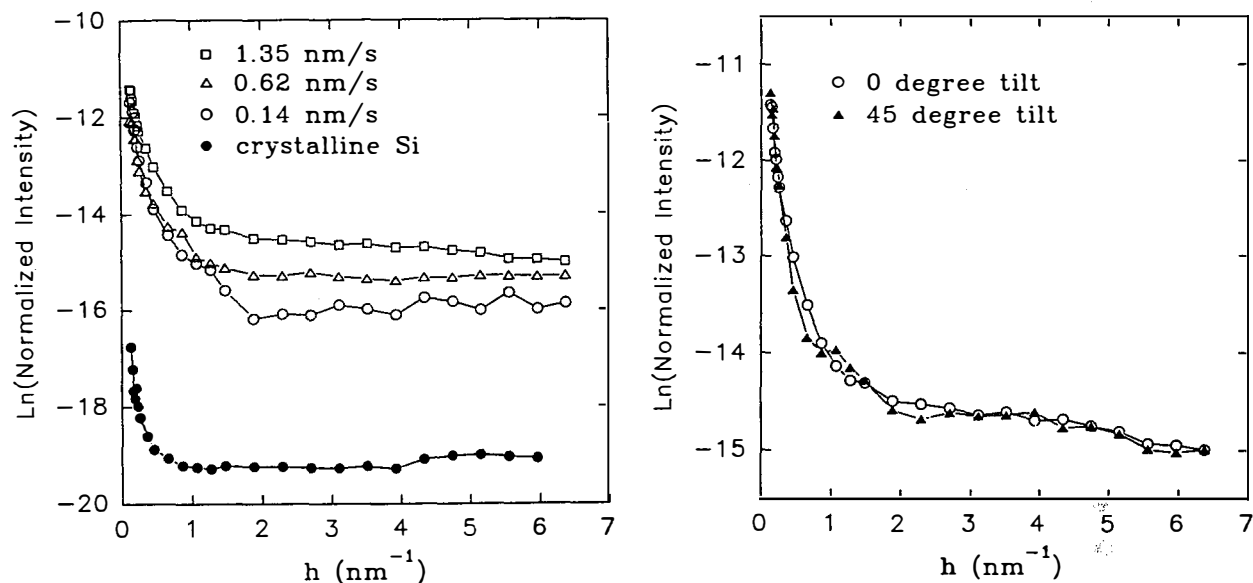 −10
−12
−14
−16
−18
−20
Ln(Normalized Intensity)
□ 1.35 nm/s
△ 0.62 nm/s
○ 0.14 nm/s
● crystalline Si
0 1 2 3 4 5 6 7
h (nm⁻¹)
−11
−12
−13
−14
−15
Ln(Normalized Intensity)
○ 0 degree tilt
▲ 45 degree tilt
0 1 2 3 4 5 6 7
h (nm⁻¹)